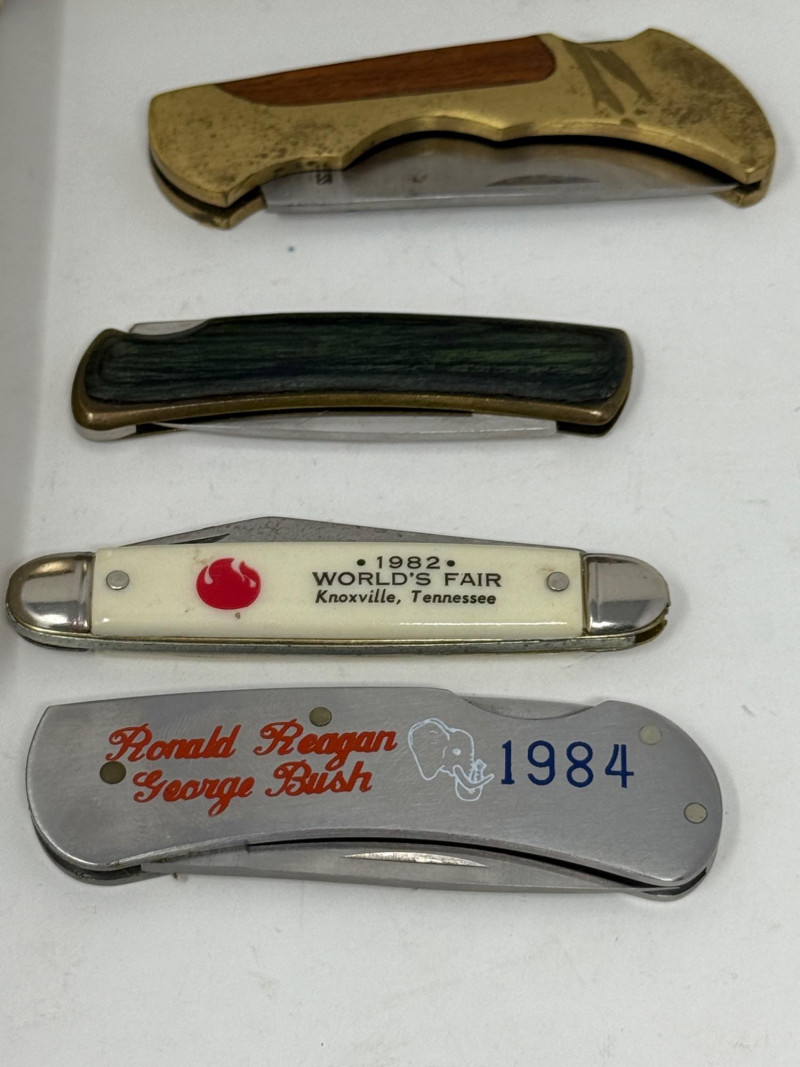 • 1982 •
WORLD'S FAIR
Knoxville, Tennessee
Ronald Reagan
George Bush
1984